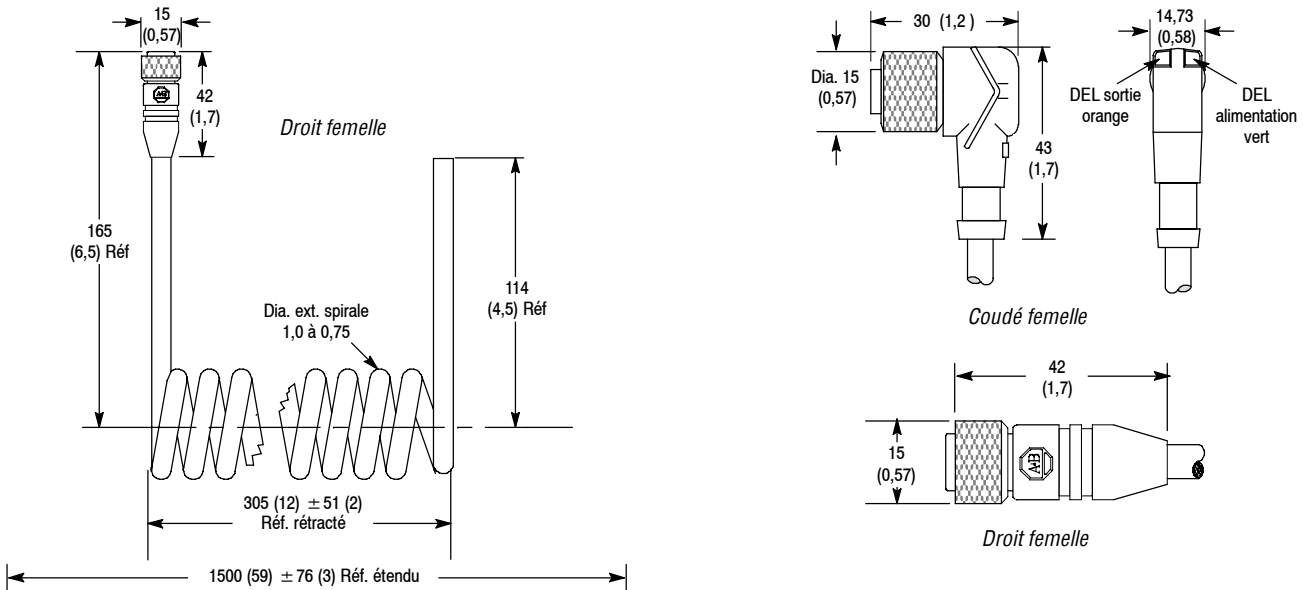 15
(0,57)
42
(1,7)
Droit femelle
165
(6,5) Réf
114
(4,5) Réf
Dia. ext. spirale
1,0 à 0,75
305 (12) ±51 (2)
Réf. rétracté
1500 (59) ±76 (3) Réf. étendu
30 (1,2 )
14,73
(0,58)
Dia. 15
(0,57)
DEL sortie
orange
DEL
alimentation
vert
43
(1,7)
Coudé femelle
42
(1,7)
15
(0,57)
A-B
Droit femelle